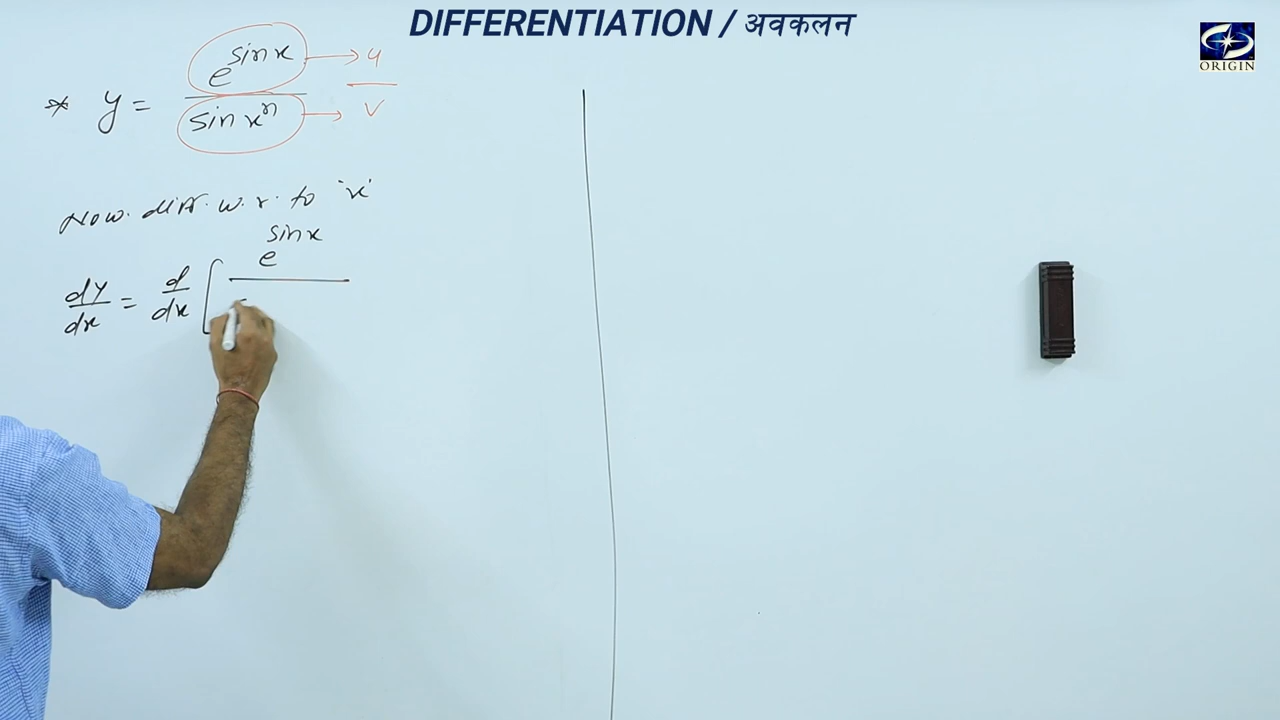 DIFFERENTIATION / अवकलन
ORIGIN
* y = e^{sin x} / sin x^n → u / → v
Now. diff. w. r. to 'x'
dy/dx = d/dx [ e^{sin x} /